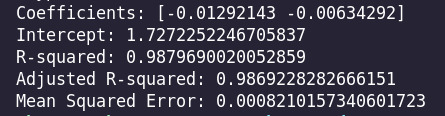 Coefficients: [-0.01292143 -0.00634292]
Intercept: 1.7272252246705837
R-squared: 0.9879690020052859
Adjusted R-squared: 0.9869228282666151
Mean Squared Error: 0.0008210157340601723